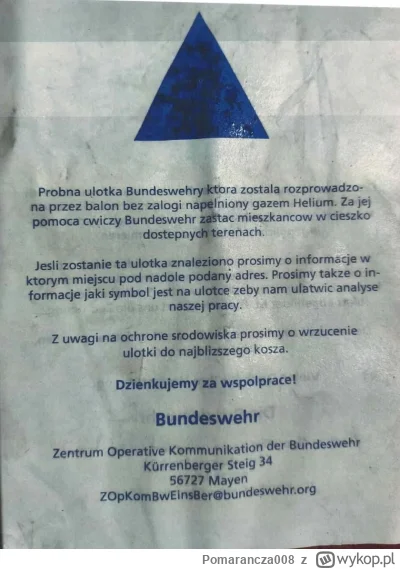 Probna ulotka Bundeswehry ktora zostala rozprowadzo-
na przez balon bez zalogi napelniony gazem Helium. Za jej
pomoca cwiczy Bundeswehr zastac mieszkancow w cieszko
dostepnych terenach.
Jesli zostanie ta ulotka znaleziono prosimy o informacje w
ktorym miejscu pod nadole podany adres. Prosimy takze o in-
formacje jaki symbol jest na ulotce zeby nam ulatwic analyse
naszej pracy.
Z uwagi na ochrone srodowiska prosimy o wrzucenie
ulotki do najblizszego kosza.
Dzienkujemy za wspolprace!
Bundeswehr
Zentrum Operative Kommunikation der Bundeswehr
Kürrenberger Steig 34
56727 Mayen
ZOpKomBwEinsBer@bundeswehr.org
Pomarancza008 z wykop.pl